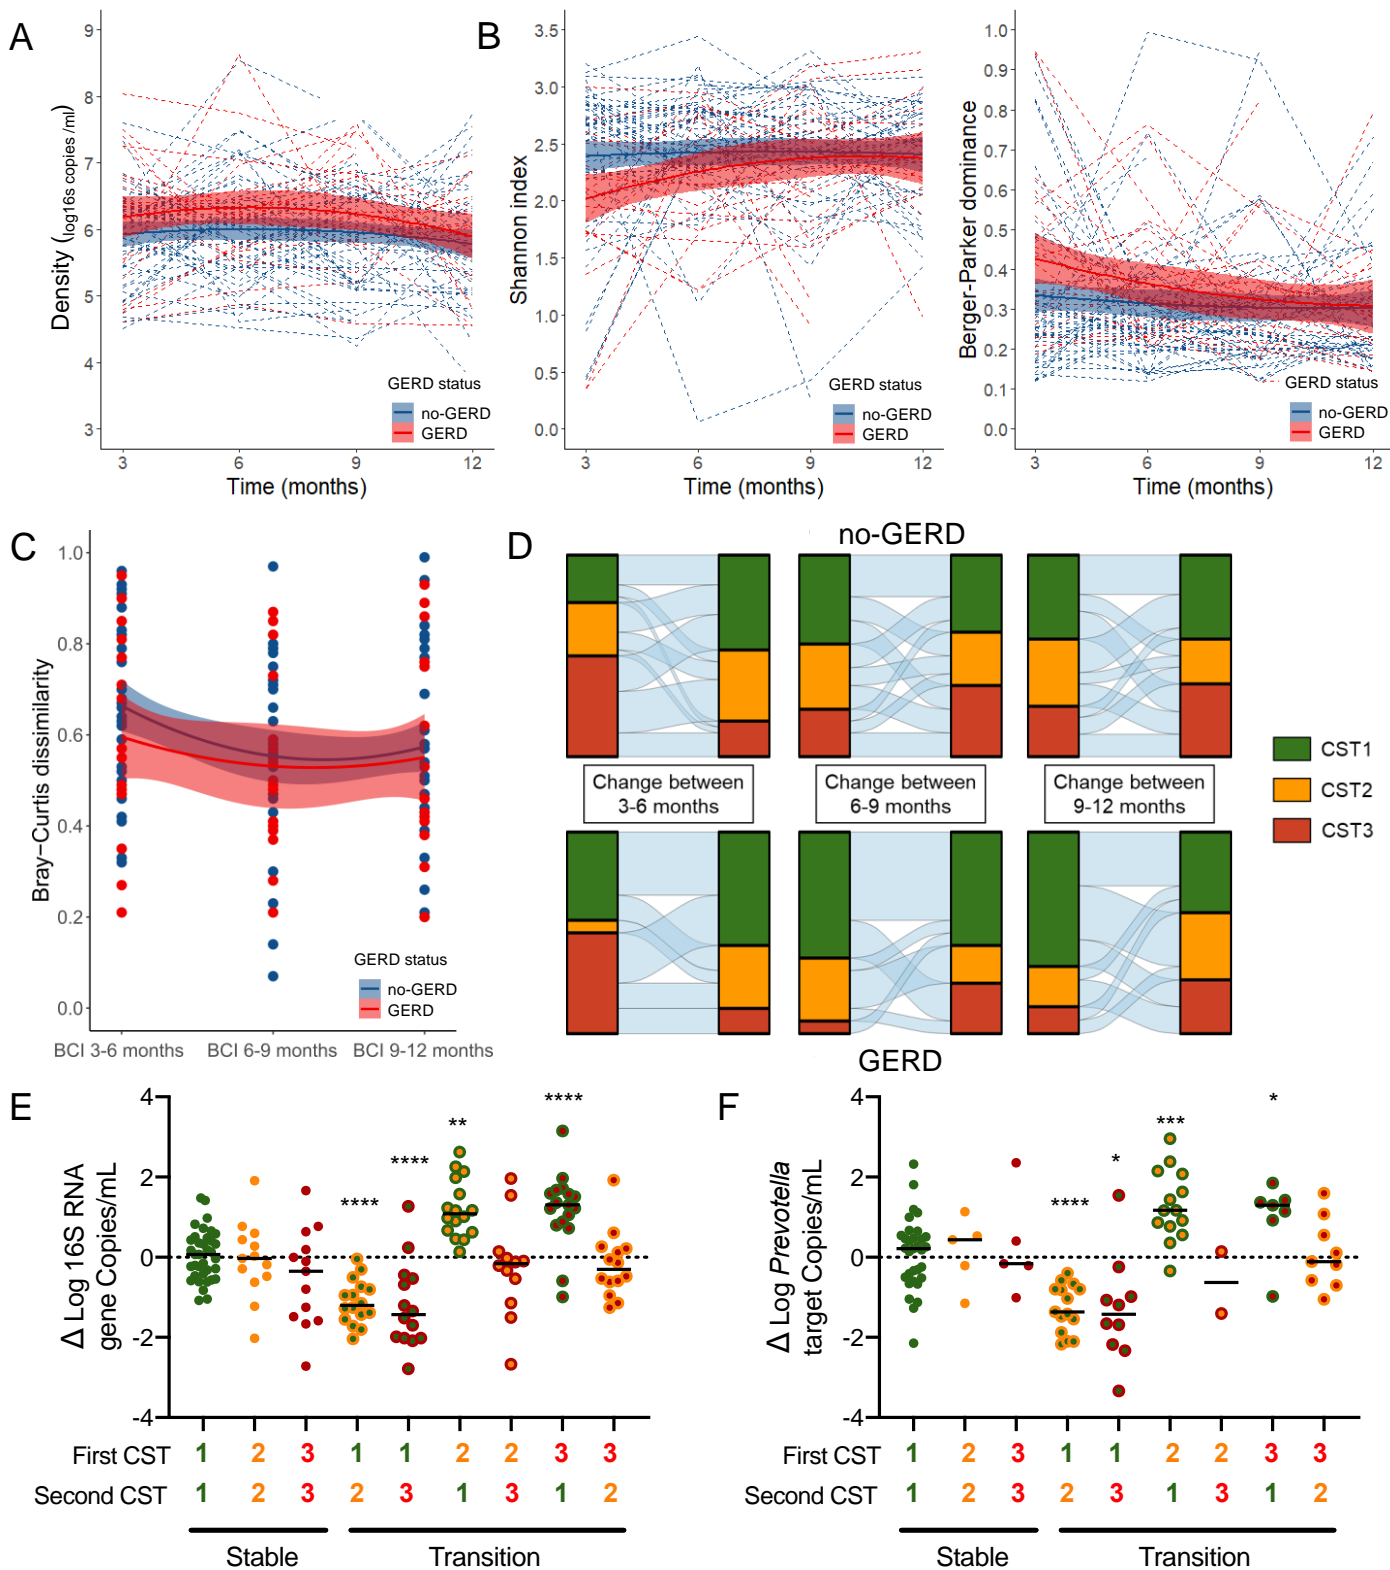 A
9
8
7
6
5
4
3
Density (log16s copies /ml)
3 6 9 12
Time (months)
GERD status
no-GERD
GERD
B
3.5
3.0
2.5
2.0
1.5
1.0
0.5
0.0
Shannon index
3 6 9 12
Time (months)
GERD status
no-GERD
GERD
1.0
0.9
0.8
0.7
0.6
0.5
0.4
0.3
0.2
0.1
0.0
Berger-Parker dominance
3 6 9 12
Time (months)
GERD status
no-GERD
GERD
C
1.0
0.8
0.6
0.4
0.2
0.0
Bray−Curtis dissimilarity
GERD status
no-GERD
GERD
BCI 3-6 months BCI 6-9 months BCI 9-12 months
D
no-GERD
Change between
3-6 months
Change between
6-9 months
Change between
9-12 months
CST1
CST2
CST3
GERD
E
4
2
0
-2
-4
Δ Log 16S RNA
gene Copies/mL
**** **** ** ****
First CST 1 2 3 1 1 2 2 3 3
Second CST 1 2 3 2 3 1 3 1 2
Stable Transition
F
4
2
0
-2
-4
Δ Log Prevotella
target Copies/mL
**** * *** *
First CST 1 2 3 1 1 2 2 3 3
Second CST 1 2 3 2 3 1 3 1 2
Stable Transition